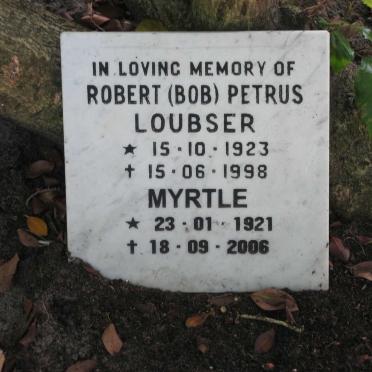 IN LOVING MEMORY OF
ROBERT (BOB) PETRUS
LOUBSER
★ 15·10·1923
✝ 15·06·1998
MYRTLE
★ 23·01·1921
✝ 18·09·2006